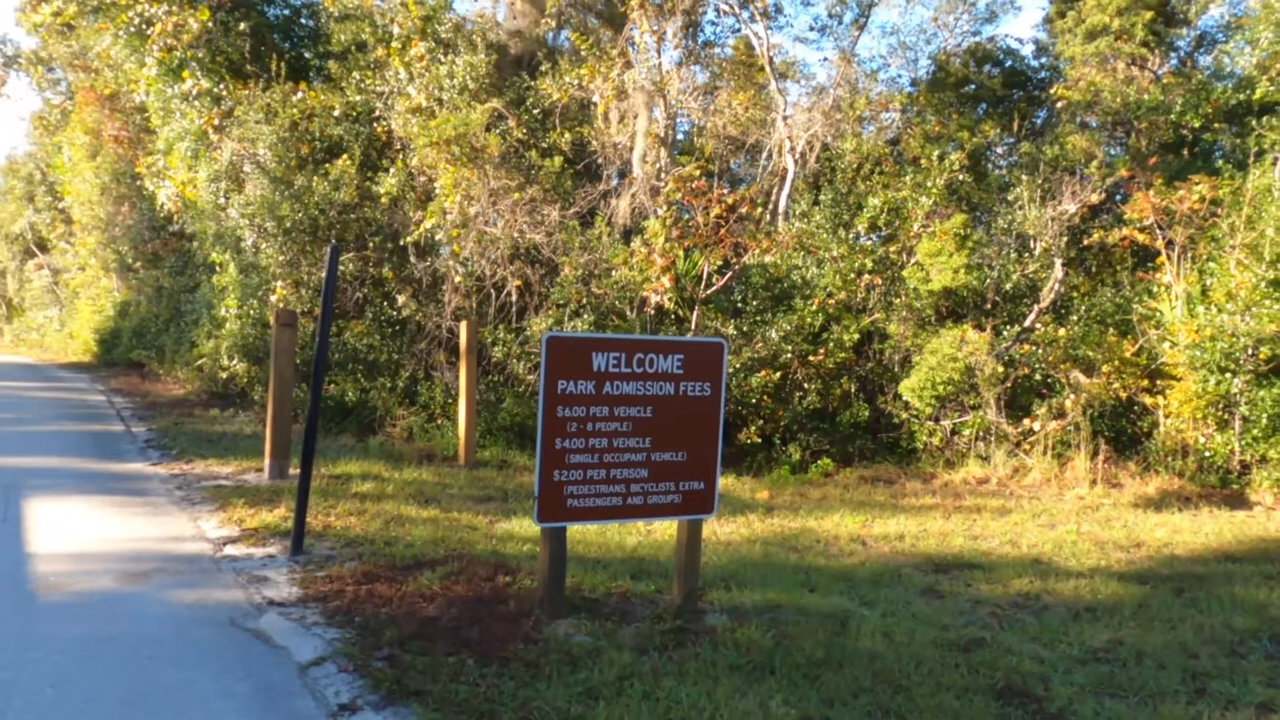 WELCOME
PARK ADMISSION FEES
$6.00 PER VEHICLE
(2 - 8 PEOPLE)
$4.00 PER VEHICLE
(SINGLE OCCUPANT VEHICLE)
$2.00 PER PERSON
(PEDESTRIANS, BICYCLISTS, EXTRA
PASSENGERS AND GROUPS)